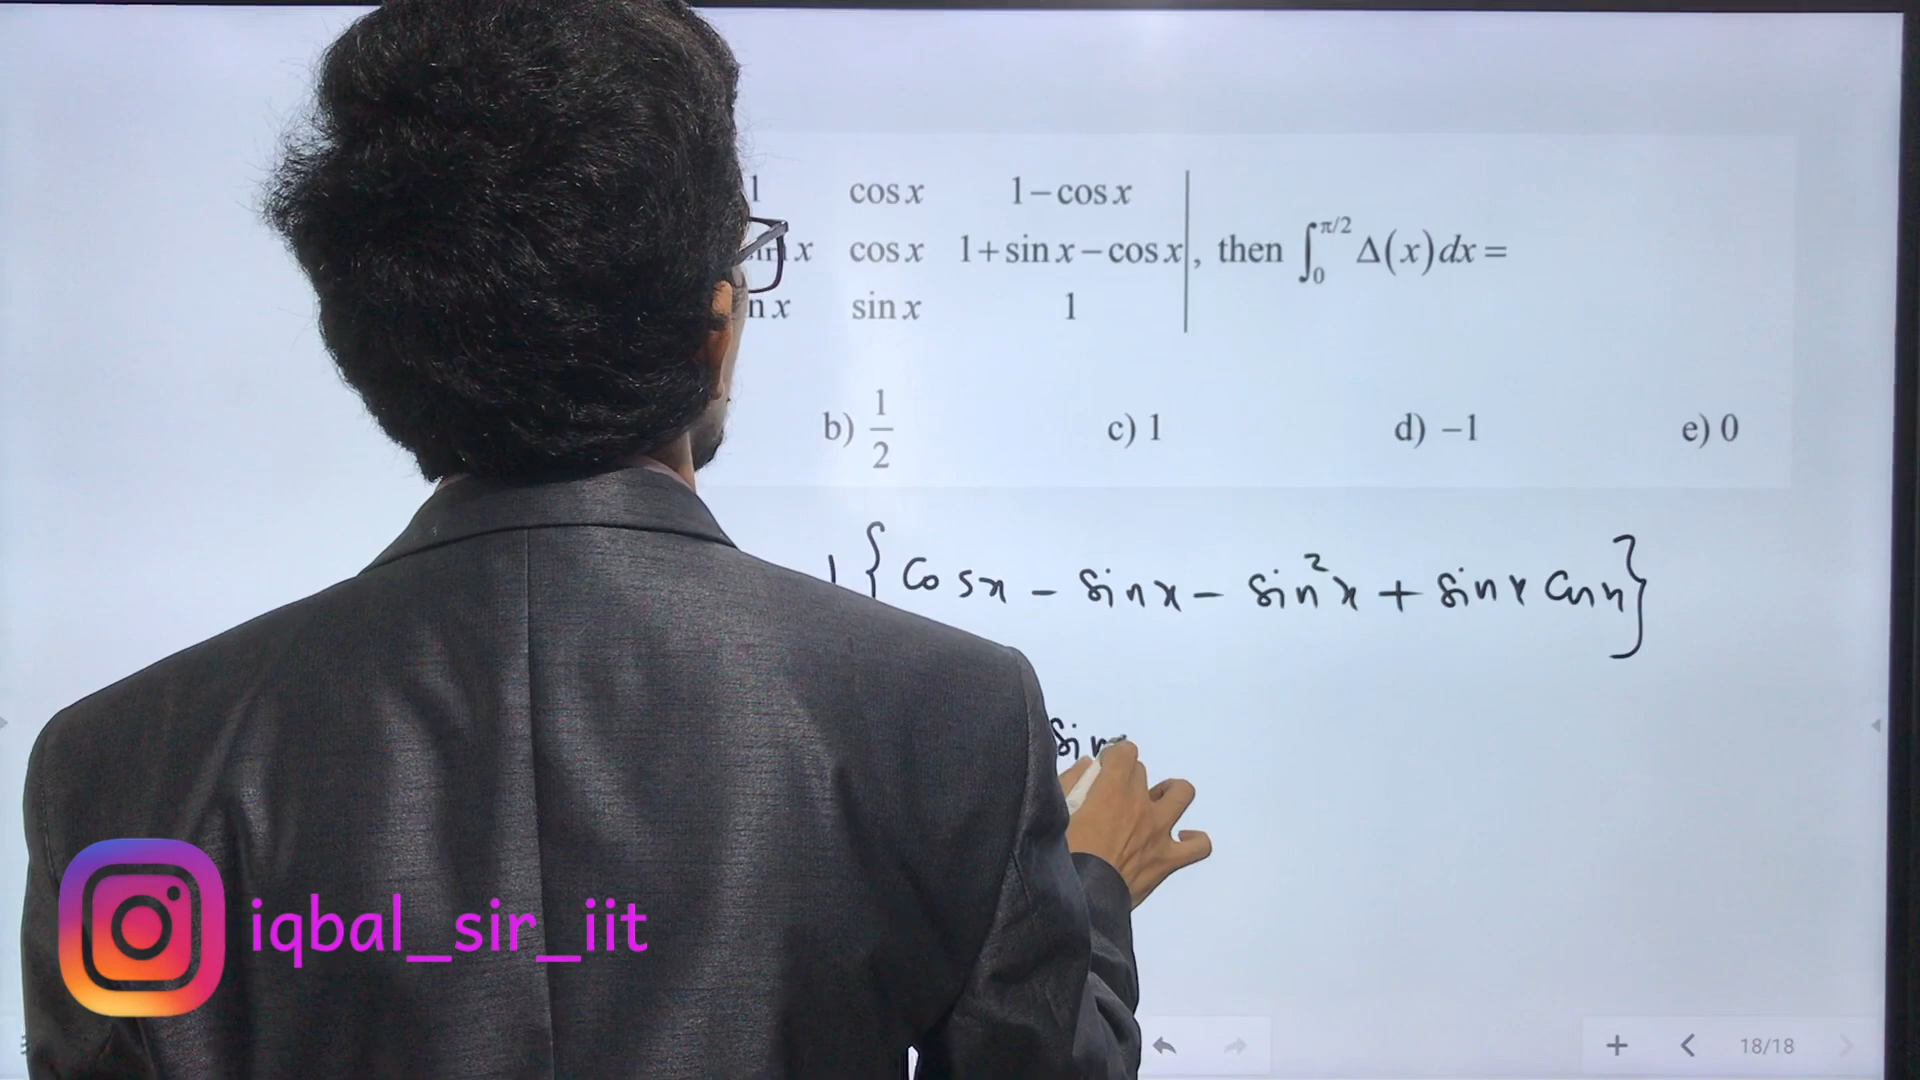 1 cos x 1−cos x
x cos x 1+sin x−cos x , then ∫₀^{π/2} Δ(x)dx =
n x sin x 1
b) 1/2 c) 1 d) −1 e) 0
{ cos x − sin x − sin²x + sin x cos x }
sin
iqbal_sir_iit
18/18